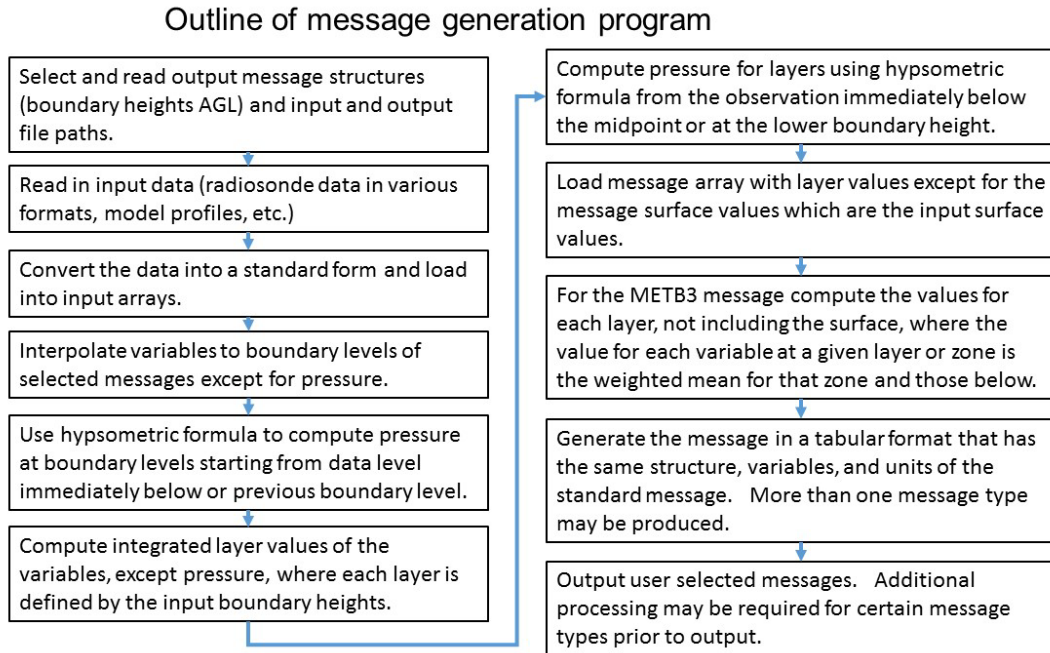 Outline of message generation program
Select and read output message structures
(boundary heights AGL) and input and output
file paths.
Read in input data (radiosonde data in various
formats, model profiles, etc.)
Convert the data into a standard form and load
into input arrays.
Interpolate variables to boundary levels of
selected messages except for pressure.
Use hypsometric formula to compute pressure
at boundary levels starting from data level
immediately below or previous boundary level.
Compute integrated layer values of the
variables, except pressure, where each layer is
defined by the input boundary heights.
Compute pressure for layers using hypsometric
formula from the observation immediately below
the midpoint or at the lower boundary height.
Load message array with layer values except for the
message surface values which are the input surface
values.
For the METB3 message compute the values for
each layer, not including the surface, where the
value for each variable at a given layer or zone is
the weighted mean for that zone and those below.
Generate the message in a tabular format that has
the same structure, variables, and units of the
standard message. More than one message type
may be produced.
Output user selected messages. Additional
processing may be required for certain message
types prior to output.